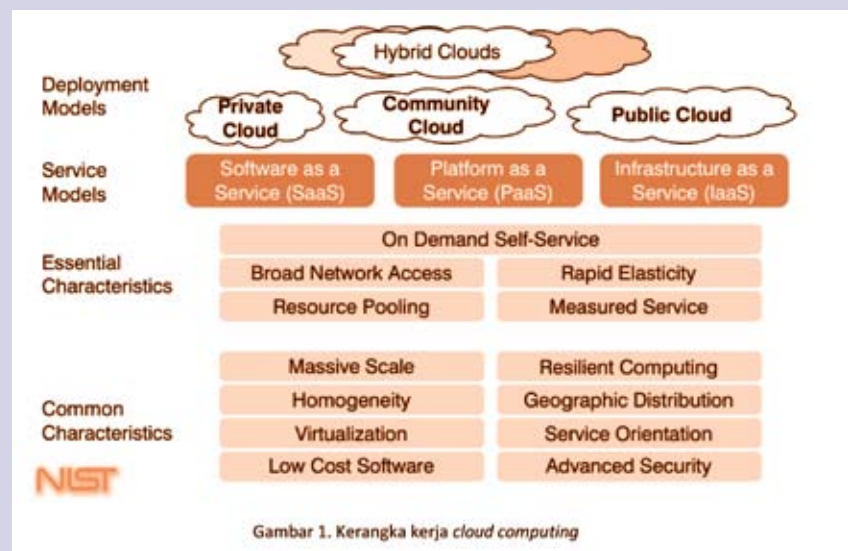 Hybrid Clouds
Deployment
Models
Private
Cloud
Community
Cloud
Public Cloud
Service
Models
Software as a
Service (SaaS)
Platform as a
Service (PaaS)
Infrastructure as a
Service (IaaS)
Essential
Characteristics
On Demand Self-Service
Broad Network Access
Rapid Elasticity
Resource Pooling
Measured Service
Common
Characteristics
Massive Scale
Resilient Computing
Homogeneity
Geographic Distribution
Virtualization
Service Orientation
Low Cost Software
Advanced Security
NIST
Gambar 1. Kerangka kerja cloud computing